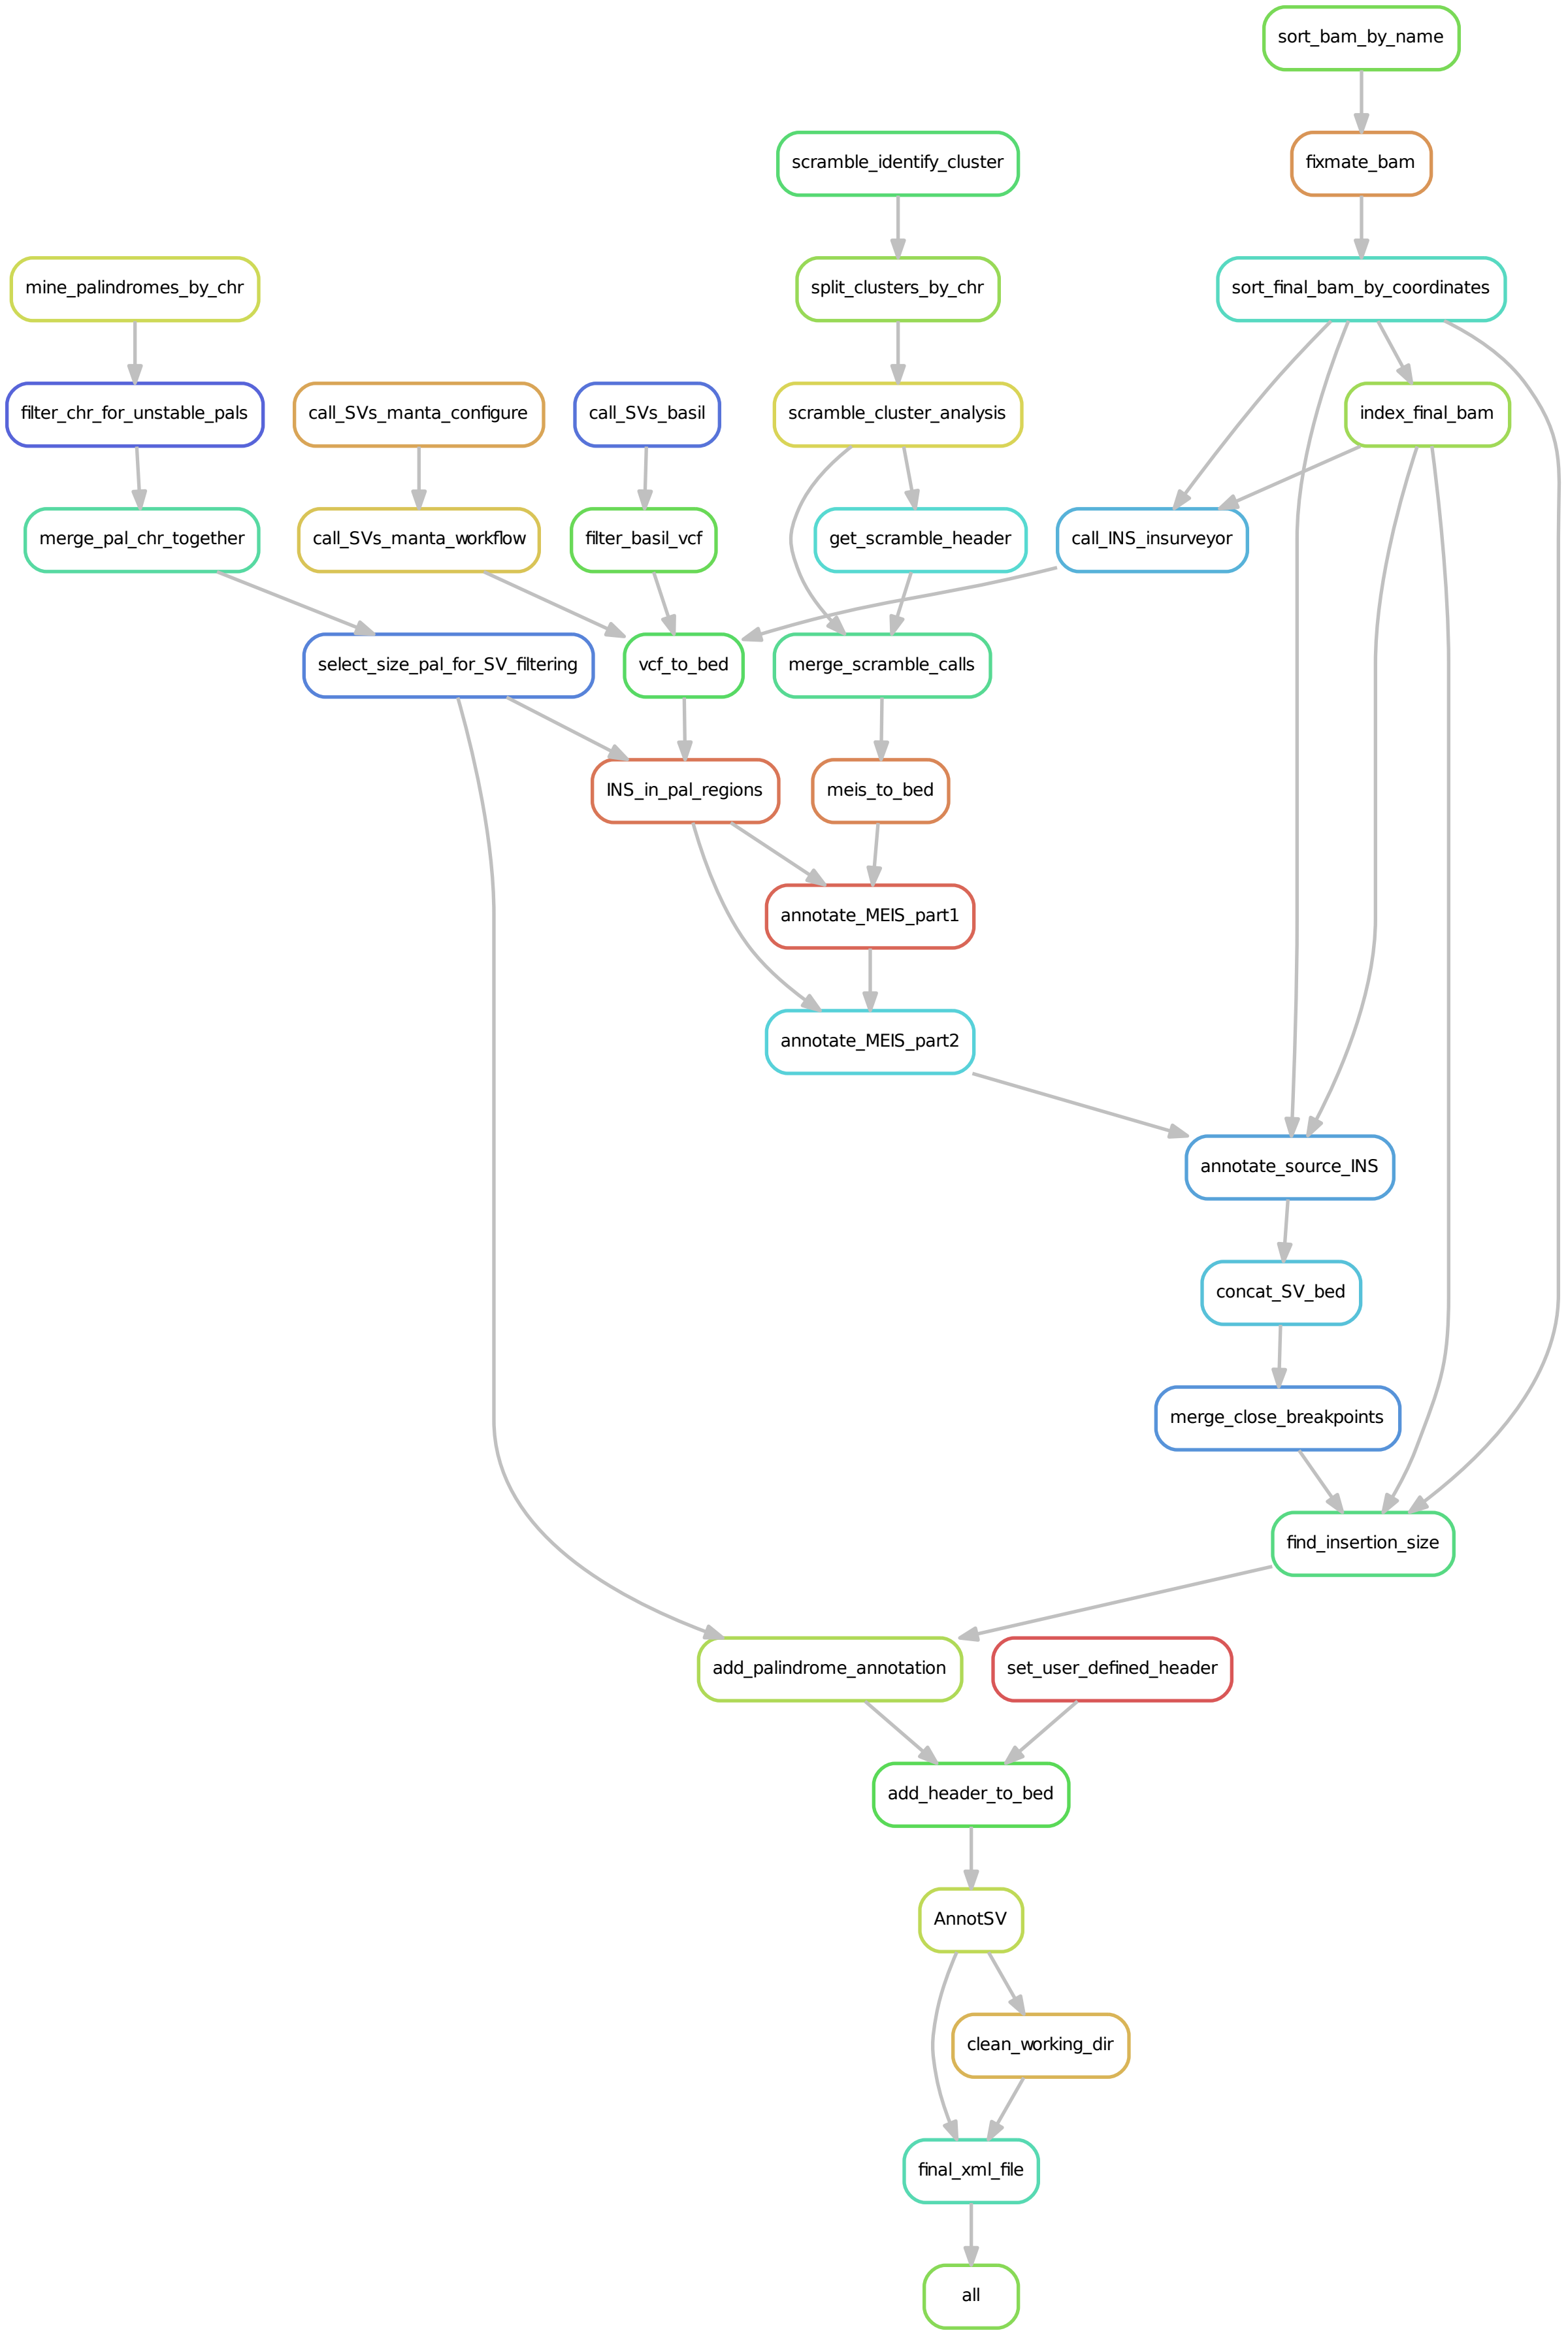 sort_bam_by_name
scramble_identify_cluster
fixmate_bam
mine_palindromes_by_chr
split_clusters_by_chr
sort_final_bam_by_coordinates
filter_chr_for_unstable_pals
call_SVs_manta_configure
call_SVs_basil
scramble_cluster_analysis
index_final_bam
merge_pal_chr_together
call_SVs_manta_workflow
filter_basil_vcf
get_scramble_header
call_INS_insurveyor
select_size_pal_for_SV_filtering
vcf_to_bed
merge_scramble_calls
INS_in_pal_regions
meis_to_bed
annotate_MEIS_part1
annotate_MEIS_part2
annotate_source_INS
concat_SV_bed
merge_close_breakpoints
find_insertion_size
add_palindrome_annotation
set_user_defined_header
add_header_to_bed
AnnotSV
clean_working_dir
final_xml_file
all